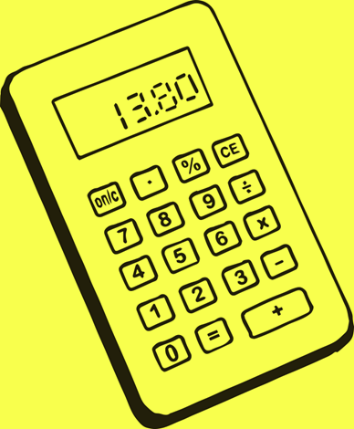 13.80
on/c . % CE
7 8 9 ÷
4 5 6 x
1 2 3 −
0 = +